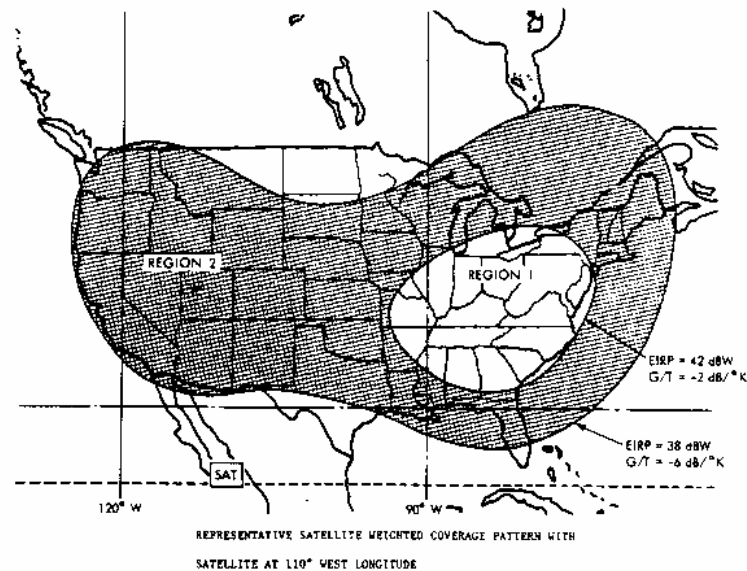 REGION 2
REGION 1
EIRP = 42 dBW
G/T = -2 dB/°K
EIRP = 38 dBW
G/T = -6 dB/°K
SAT
120° W
90° W
REPRESENTATIVE SATELLITE WEIGHTED COVERAGE PATTERN WITH
SATELLITE AT 110° WEST LONGITUDE